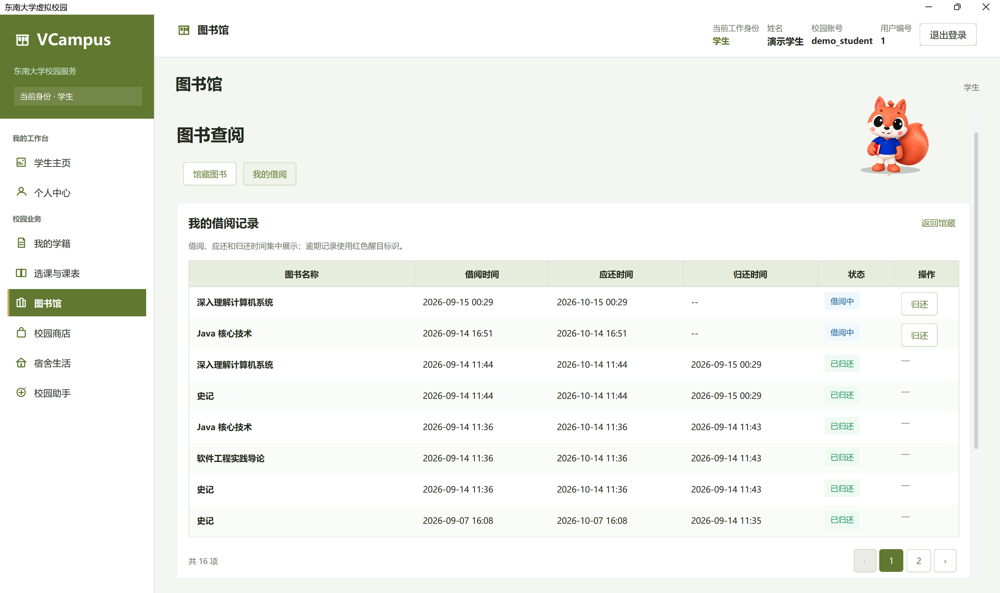 东南大学虚拟校园
VCampus
东南大学校园服务
当前身份 · 学生
我的工作台
学生主页
个人中心
校园业务
我的学籍
选课与课表
图书馆
校园商店
宿舍生活
校园助手
图书馆
当前工作身份 姓名 校园账号 用户编号
学生 演示学生 demo_student 1
退出登录
图书馆
学生
图书查阅
馆藏图书 我的借阅
我的借阅记录 返回馆藏
借阅、应还和归还时间集中展示；逾期记录使用红色醒目标识。
图书名称 借阅时间 应还时间 归还时间 状态 操作
深入理解计算机系统 2026-09-15 00:29 2026-10-15 00:29 -- 借阅中 归还
Java 核心技术 2026-09-14 16:51 2026-10-14 16:51 -- 借阅中 归还
深入理解计算机系统 2026-09-14 11:44 2026-10-14 11:44 2026-09-15 00:29 已归还 —
史记 2026-09-14 11:44 2026-10-14 11:44 2026-09-15 00:29 已归还 —
Java 核心技术 2026-09-14 11:36 2026-10-14 11:36 2026-09-14 11:43 已归还 —
软件工程实践导论 2026-09-14 11:36 2026-10-14 11:36 2026-09-14 11:43 已归还 —
史记 2026-09-14 11:36 2026-10-14 11:36 2026-09-14 11:43 已归还 —
史记 2026-09-07 16:08 2026-10-07 16:08 2026-09-14 11:35 已归还 —
共 16 项 ‹ 1 2 ›